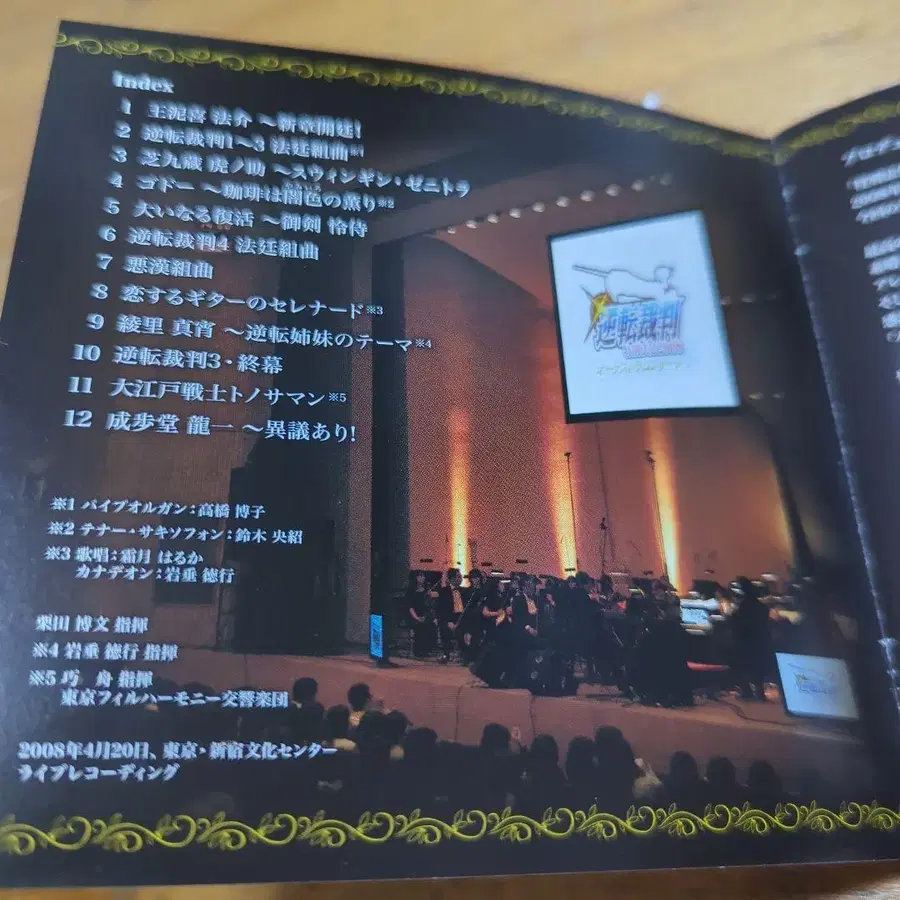 Index
1 王泥喜 法介 ～新章開廷!
2 逆転裁判1～3 法廷組曲※1
3 芝九蔵 虎ノ助 ～スウィンギン・ゼニトラ
4 ゴドー ～珈琲は闇色の薫り※2
5 大いなる復活 ～御剣 怜侍
6 逆転裁判4 法廷組曲
7 悪漢組曲
8 恋するギターのセレナード※3
9 綾里 真宵 ～逆転姉妹のテーマ※4
10 逆転裁判3・終幕
11 大江戸戦士トノサマン※5
12 成歩堂 龍一 ～異議あり!
※1 パイプオルガン：高橋 博子
※2 テナー・サキソフォン：鈴木 央紹
※3 歌唱：霜月 はるか
カナデオン：岩垂 徳行
栗田 博文 指揮
※4 岩垂 徳行 指揮
※5 巧 舟 指揮
東京フィルハーモニー交響楽団
2008年4月20日、東京・新宿文化センター
ライブレコーディング
逆転裁判
プロデュ